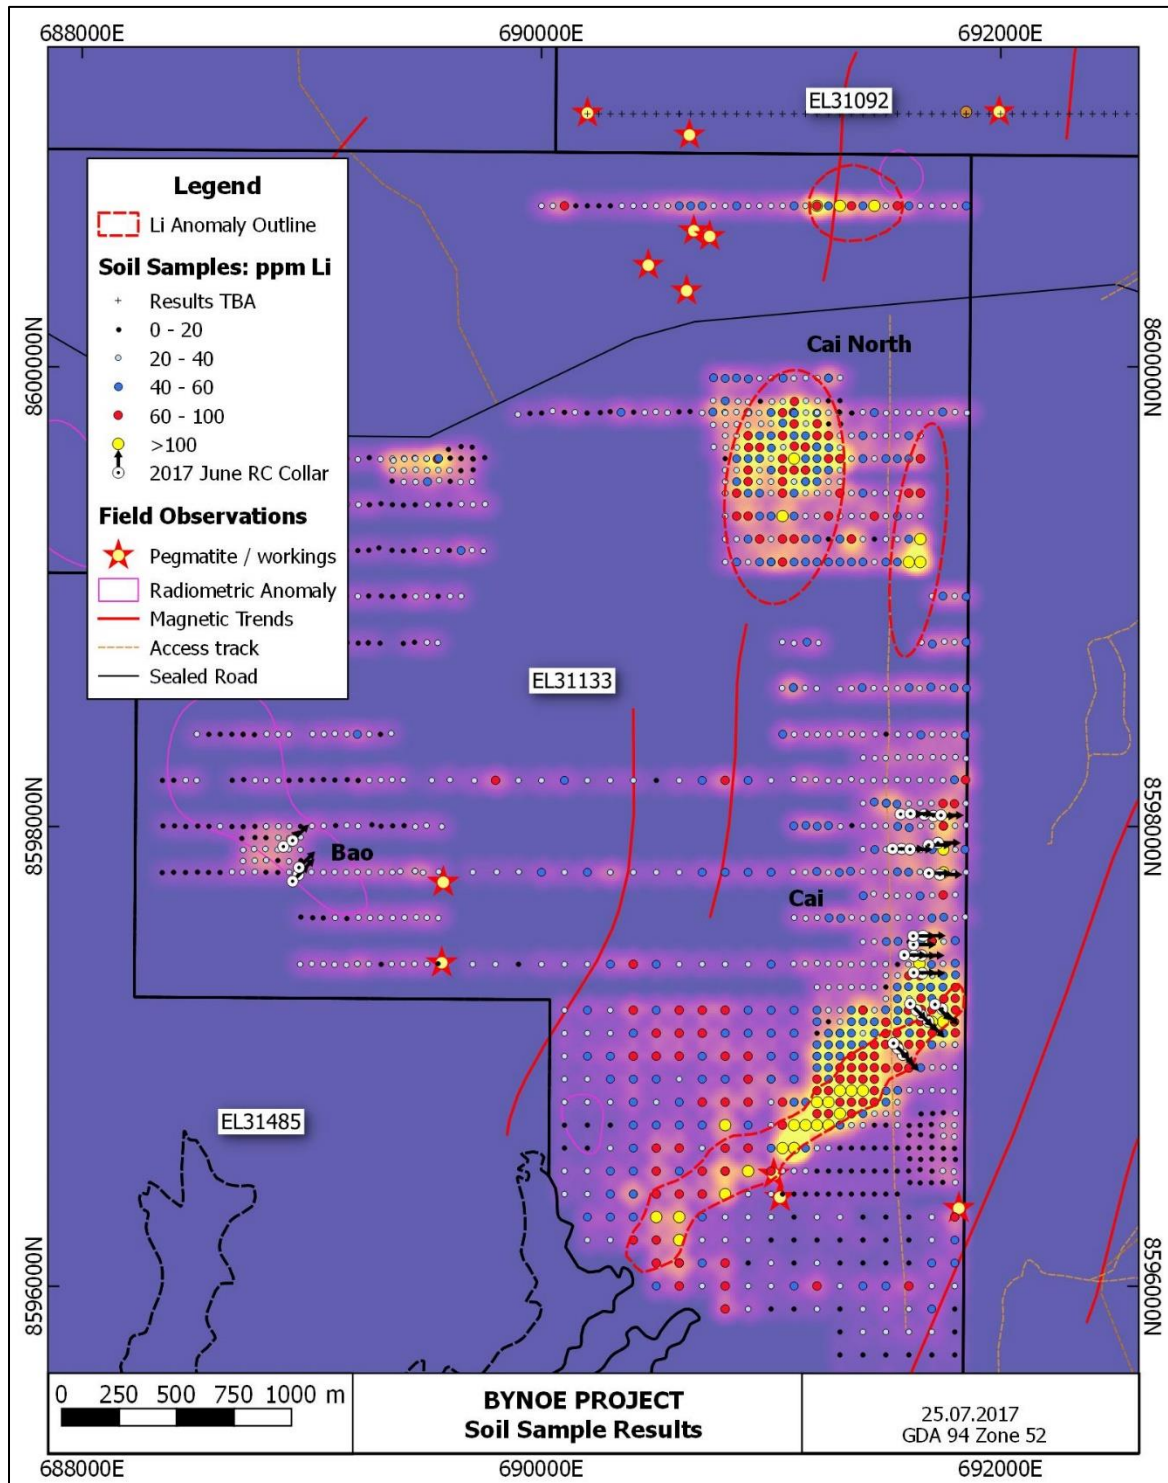 688000E
690000E
692000E
EL31092
Legend
Li Anomaly Outline
Soil Samples: ppm Li
Results TBA
0 - 20
20 - 40
40 - 60
60 - 100
>100
2017 June RC Collar
Field Observations
Pegmatite / workings
Radiometric Anomaly
Magnetic Trends
Access track
Sealed Road
8600000N
8600000N
Cai North
EL31133
8598000N
8598000N
Bao
Cai
EL31485
8596000N
8596000N
0 250 500 750 1000 m
BYNOE PROJECT
Soil Sample Results
25.07.2017
GDA 94 Zone 52
688000E
690000E
692000E